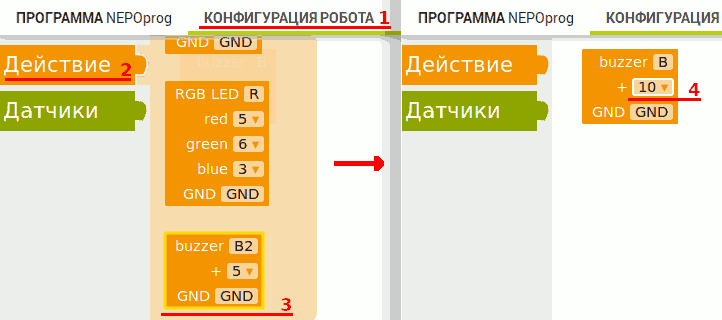 ПРОГРАММА NEPOprog
КОНФИГУРАЦИЯ РОБОТА 1
GND GND
Действие 2
Датчики
RGB LED R
red 5
green 6
blue 3
GND GND
buzzer B2
+ 5
GND GND
3
ПРОГРАММА NEPOprog
КОНФИГУРАЦИЯ
Действие
Датчики
buzzer B
+ 10
4
GND GND